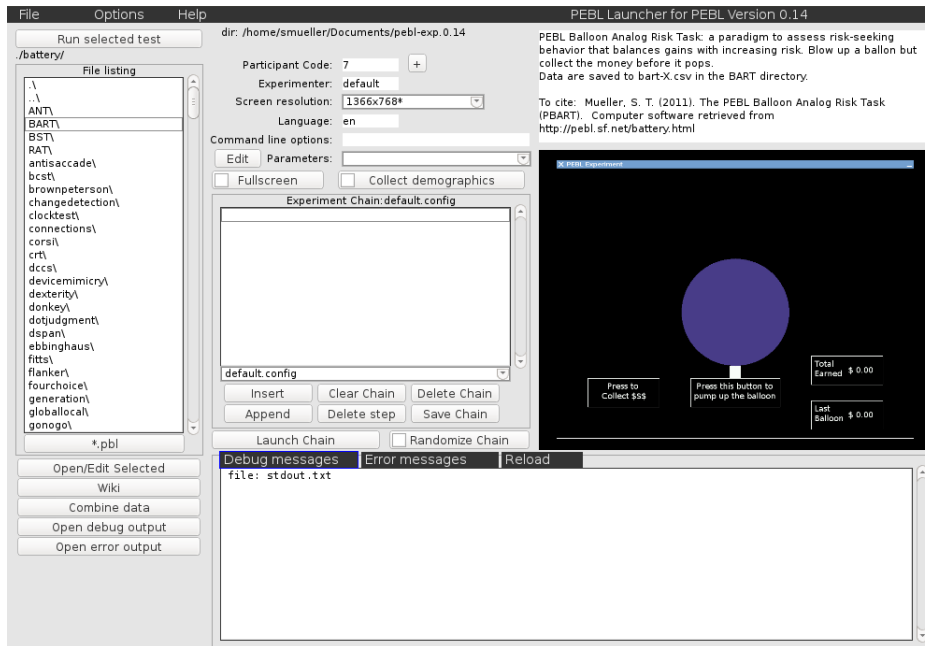 File Options Help PEBL Launcher for PEBL Version 0.14
Run selected test
./battery/
File listing
.\
..\
ANT\
BART\
BST\
RAT\
antisaccade\
bcst\
brownpeterson\
changedetection\
clocktest\
connections\
corsi\
crt\
dccs\
devicemimicry\
dexterity\
donkey\
dotjudgment\
dspan\
ebbinghaus\
fitts\
flanker\
fourchoice\
generation\
globallocal\
gonogo\
*.pbl
Open/Edit Selected
Wiki
Combine data
Open debug output
Open error output
dir: /home/smueller/Documents/pebl-exp.0.14
Participant Code: 7 +
Experimenter: default
Screen resolution: 1366x768*
Language: en
Command line options:
Edit Parameters:
Fullscreen Collect demographics
Experiment Chain:default.config
default.config
Insert Clear Chain Delete Chain
Append Delete step Save Chain
Launch Chain Randomize Chain
PEBL Balloon Analog Risk Task: a paradigm to assess risk-seeking
behavior that balances gains with increasing risk. Blow up a ballon but
collect the money before it pops.
Data are saved to bart-X.csv in the BART directory.
To cite: Mueller, S. T. (2011). The PEBL Balloon Analog Risk Task
(PBART). Computer software retrieved from
http://pebl.sf.net/battery.html
X PEBL Experiment
Press to
Collect $$$
Press this button to
pump up the balloon
Total
Earned $ 0.00
Last
Balloon $ 0.00
Debug messages Error messages Reload
file: stdout.txt